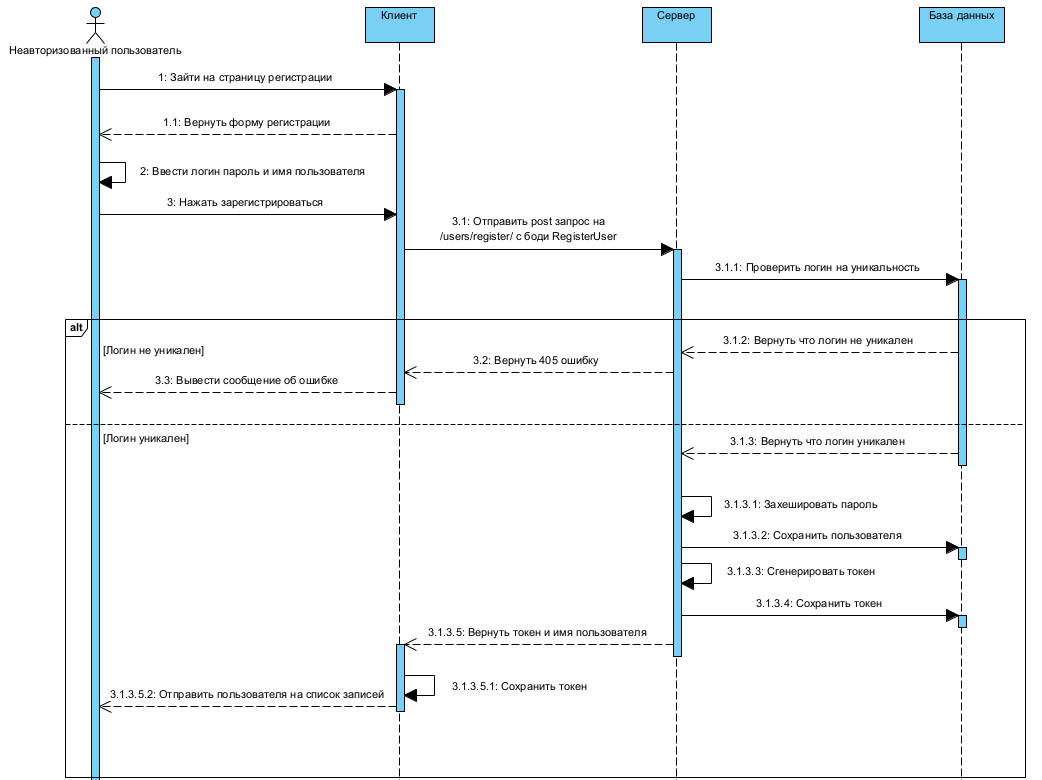 Клиент
Сервер
База данных
Неавторизованный пользователь
1: Зайти на страницу регистрации
1.1: Вернуть форму регистрации
2: Ввести логин пароль и имя пользователя
3: Нажать зарегистрироваться
3.1: Отправить post запрос на
/users/register/ с боди RegisterUser
3.1.1: Проверить логин на уникальность
alt
[Логин не уникален]
3.1.2: Вернуть что логин не уникален
3.2: Вернуть 405 ошибку
3.3: Вывести сообщение об ошибке
[Логин уникален]
3.1.3: Вернуть что логин уникален
3.1.3.1: Захешировать пароль
3.1.3.2: Сохранить пользователя
3.1.3.3: Сгенерировать токен
3.1.3.4: Сохранить токен
3.1.3.5: Вернуть токен и имя пользователя
3.1.3.5.1: Сохранить токен
3.1.3.5.2: Отправить пользователя на список записей